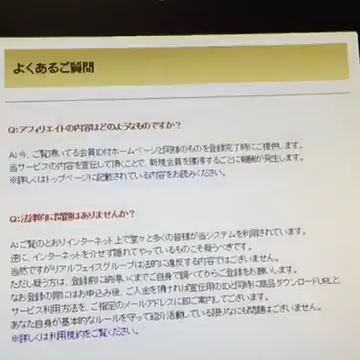 よくあるご質問
Q:アフィリエイトの内容はどのようなものですか？
A:今、ご覧頂いてる会員ID付ホームページと同様のものを登録完了時にご提供します。
当サービスの内容を宣伝して頂くことで、新規会員を獲得するごとに報酬が発生します。
※詳しくはトップページに記載されている内容をお読みください。
Q:法律的に問題はありませんか？
A:ご覧のとおりインターネット上で堂々と多くの皆様が当システムを利用されています。
逆に、インターネットを介せず隠れてやっているものこそ疑うべきです。
当然ですがリアルフェイスグループは法的に違反する内容ではございません。
ただし疑う方は、登録前に納得いくまでご自身で調べてからご登録をお願いします。
なお登録の際にはお申込み後、ご入金を頂ければ宣伝用のIDと同時に商品ダウンロードURLと
サービス利用方法を、ご指定のメールアドレスに即ご案内してございます。
あなた自身が基本的なルールを守って紹介活動している限りなにも問題はございません。
※詳しくは利用規約をご覧ください。